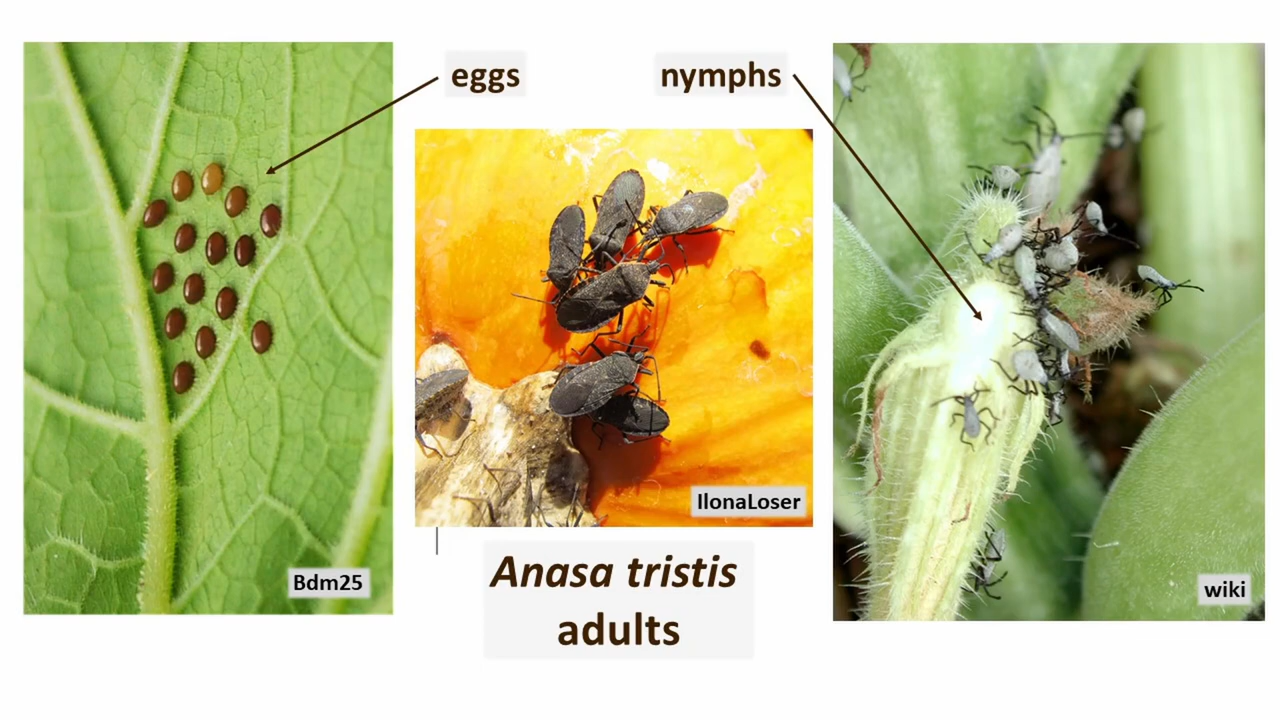 eggs
nymphs
IlonaLoser
Bdm25
wiki
Anasa tristis
adults